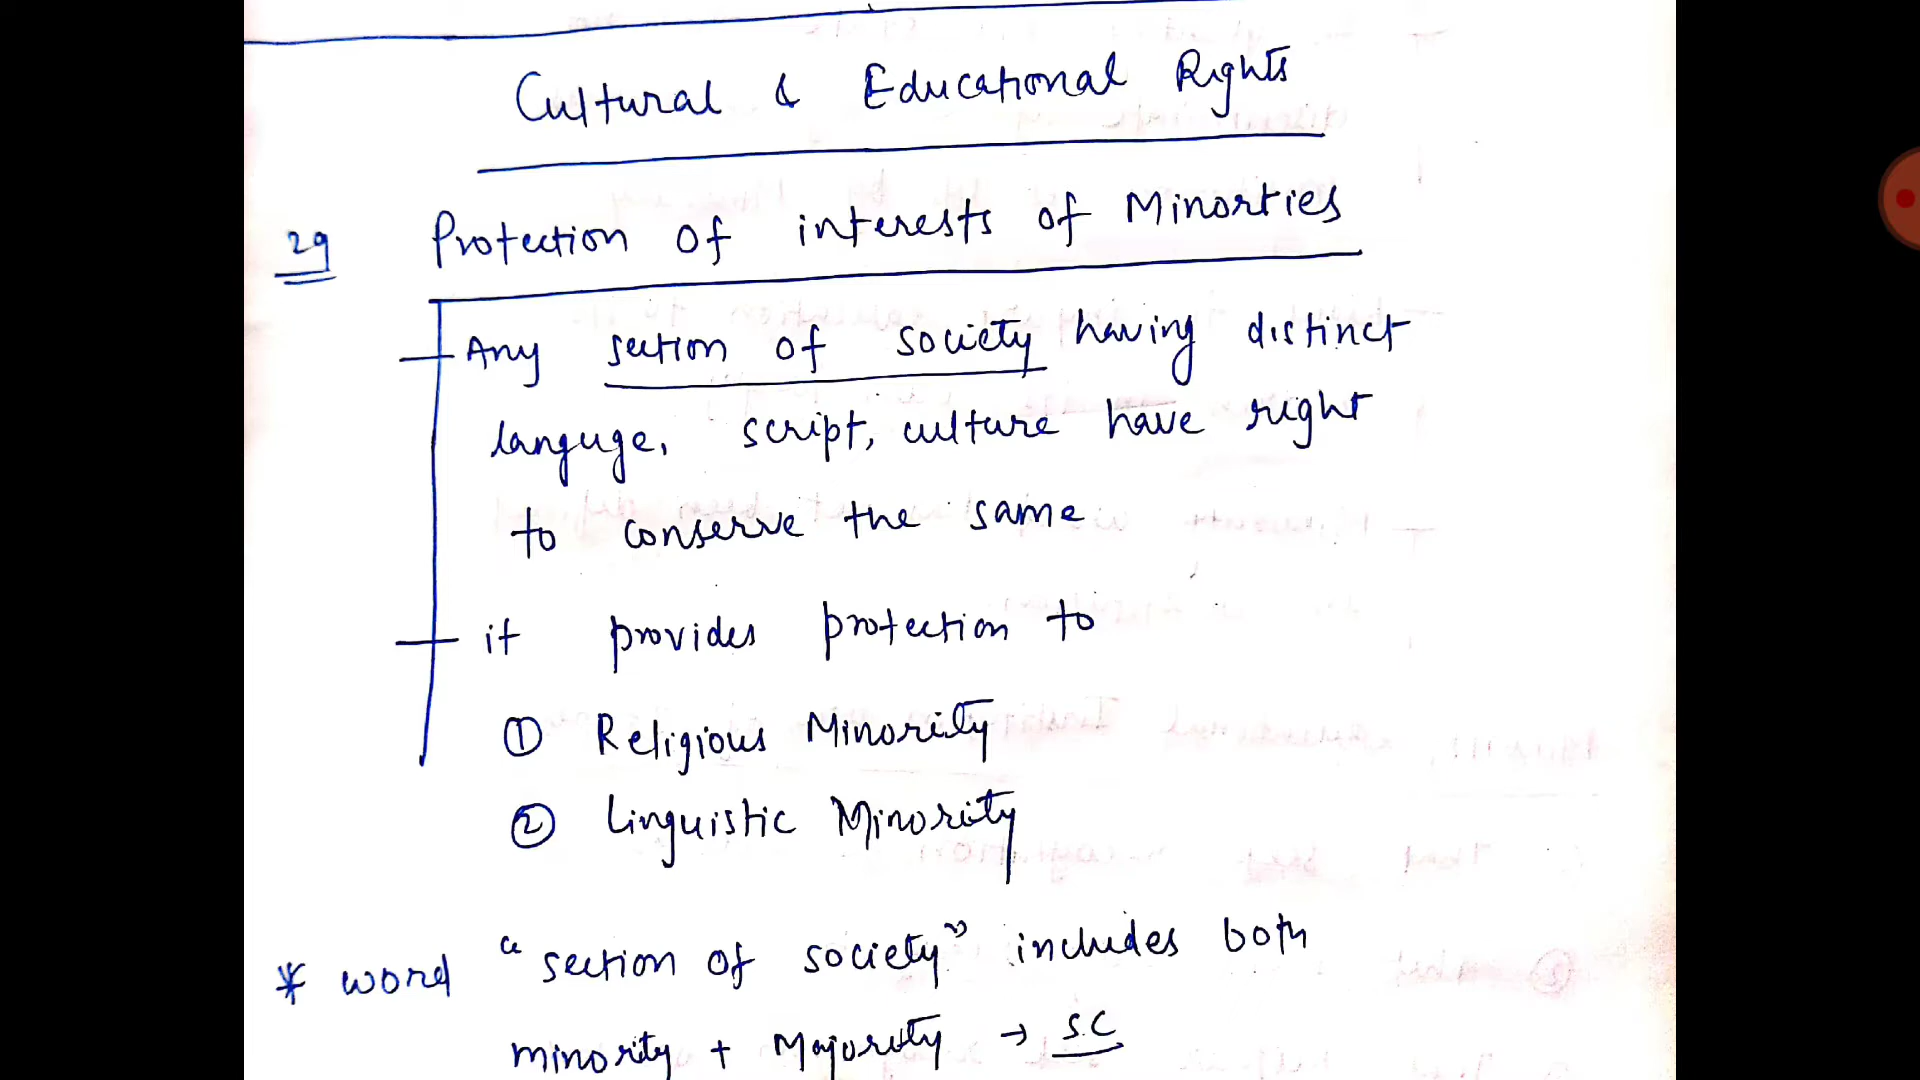 Cultural & Educational Rights
29 Protection of interests of Minorties
Any section of society having distinct
languge, script, culture have right
to conserve the same
it provides protection to
① Religious Minority
② Linguistic Minority
* word "section of society" includes both
minority + Majority → S.C